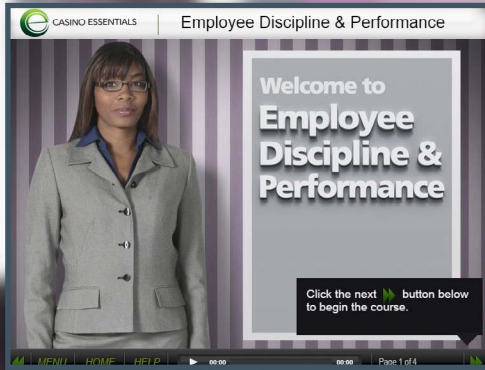 CASINO ESSENTIALS
Employee Discipline & Performance
Welcome to
Employee
Discipline &
Performance
Click the next button below
to begin the course.
MENU HOME HELP 00:00 00:00 Page 1 of 4